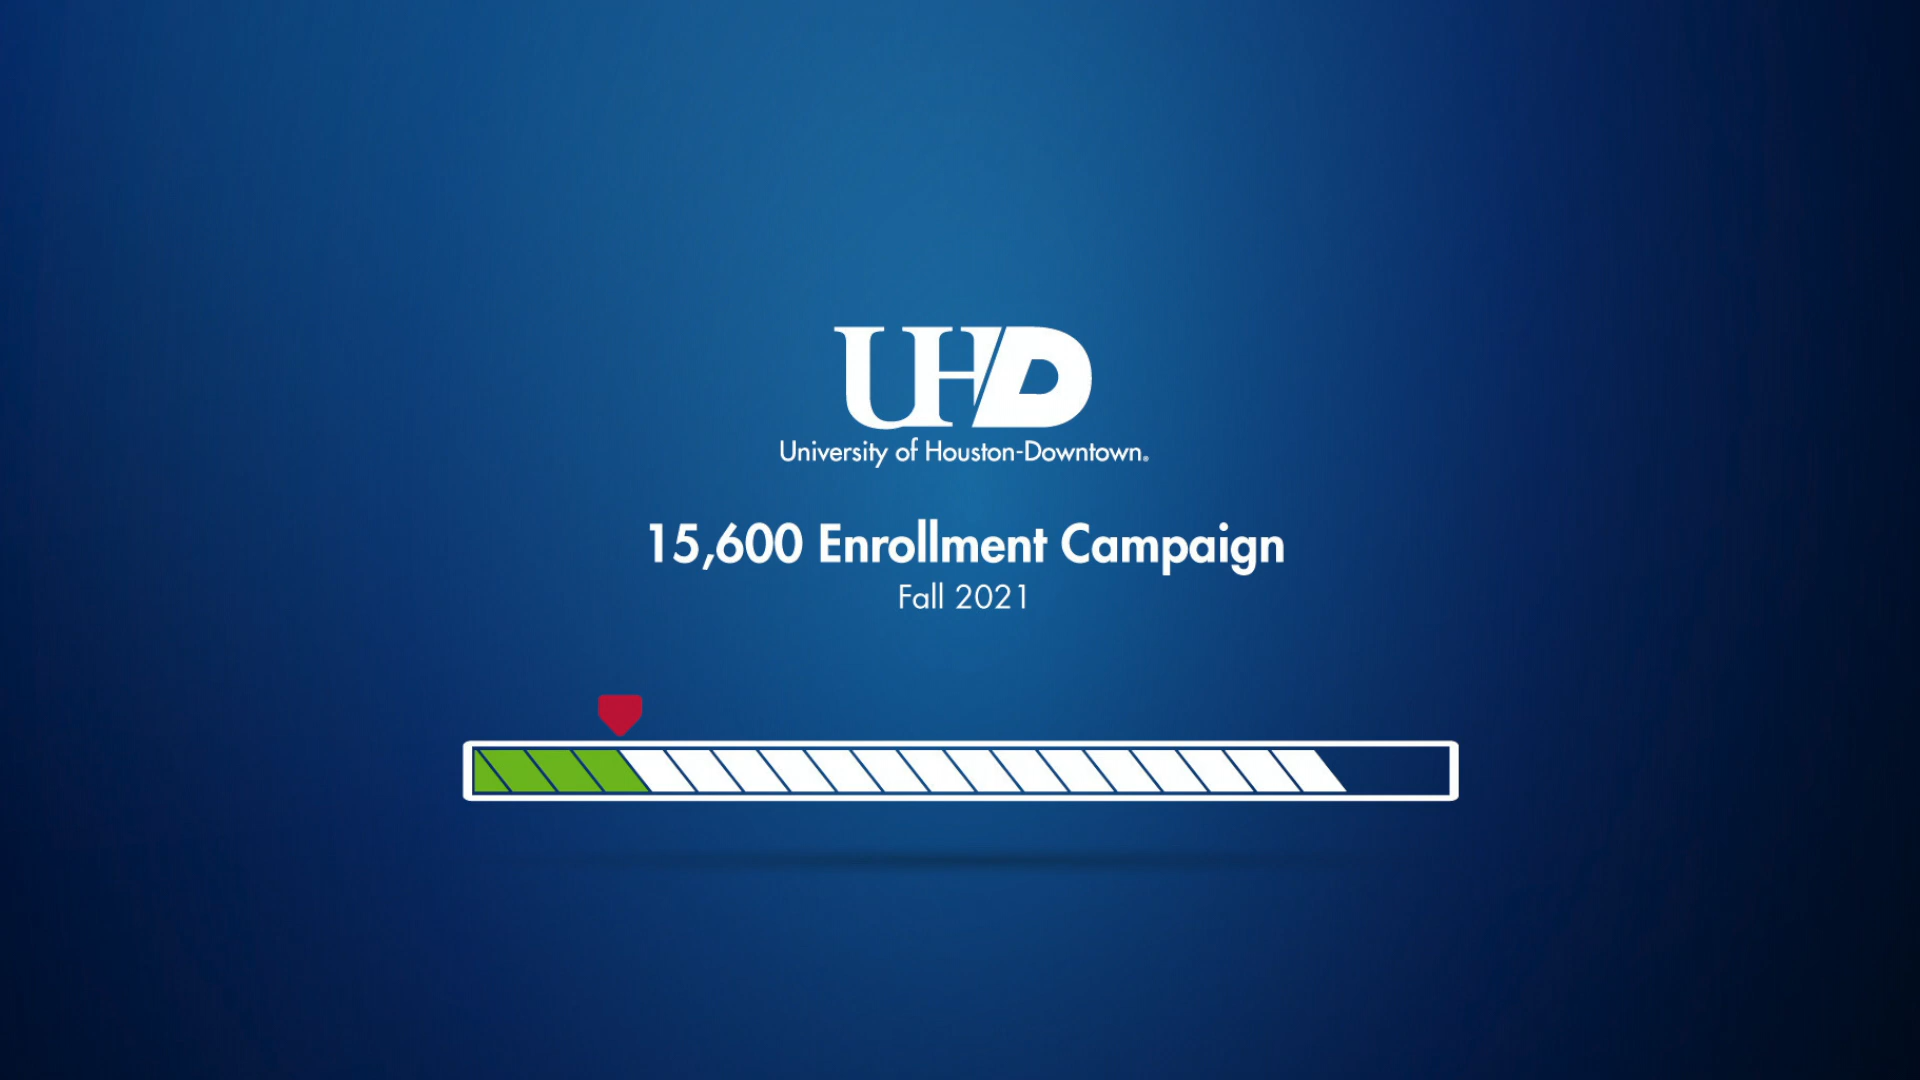 UHD
University of Houston-Downtown®
15,600 Enrollment Campaign
Fall 2021